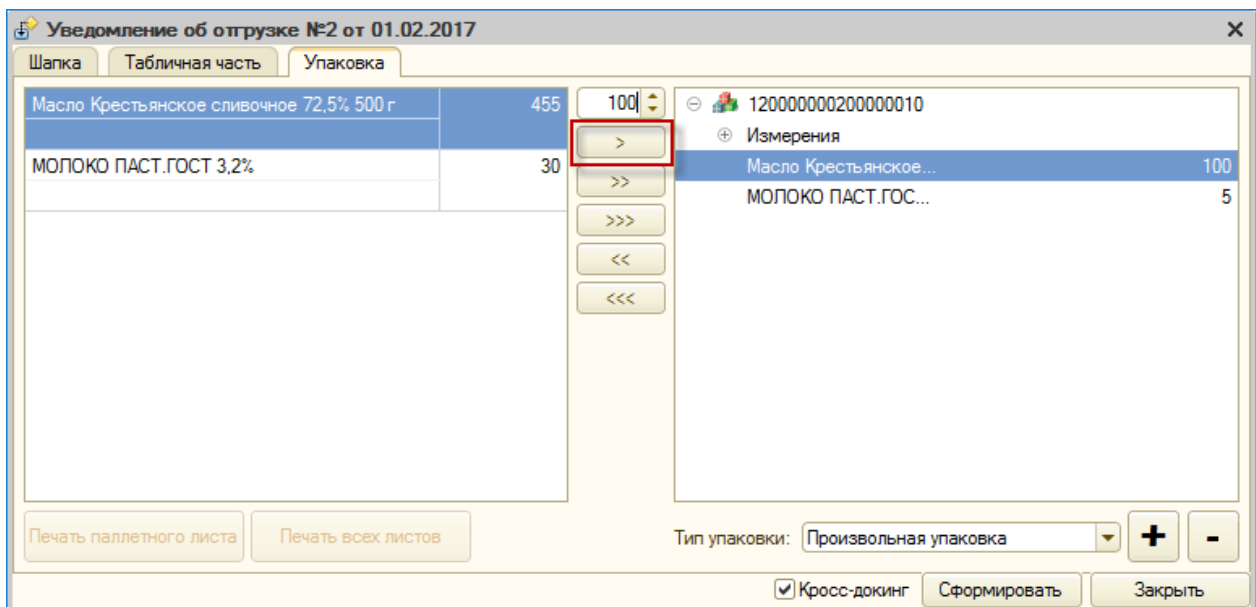 Уведомление об отгрузке №2 от 01.02.2017
Шапка Табличная часть Упаковка
Масло Крестьянское сливочное 72,5% 500 г 455
МОЛОКО ПАСТ.ГОСТ 3,2% 30
100
>
>>
>>>
<<
<<<
120000000200000010
Измерения
Масло Крестьянское... 100
МОЛОКО ПАСТ.ГОС... 5
Печать паллетного листа Печать всех листов
Тип упаковки: Произвольная упаковка + -
Кросс-докинг Сформировать Закрыть